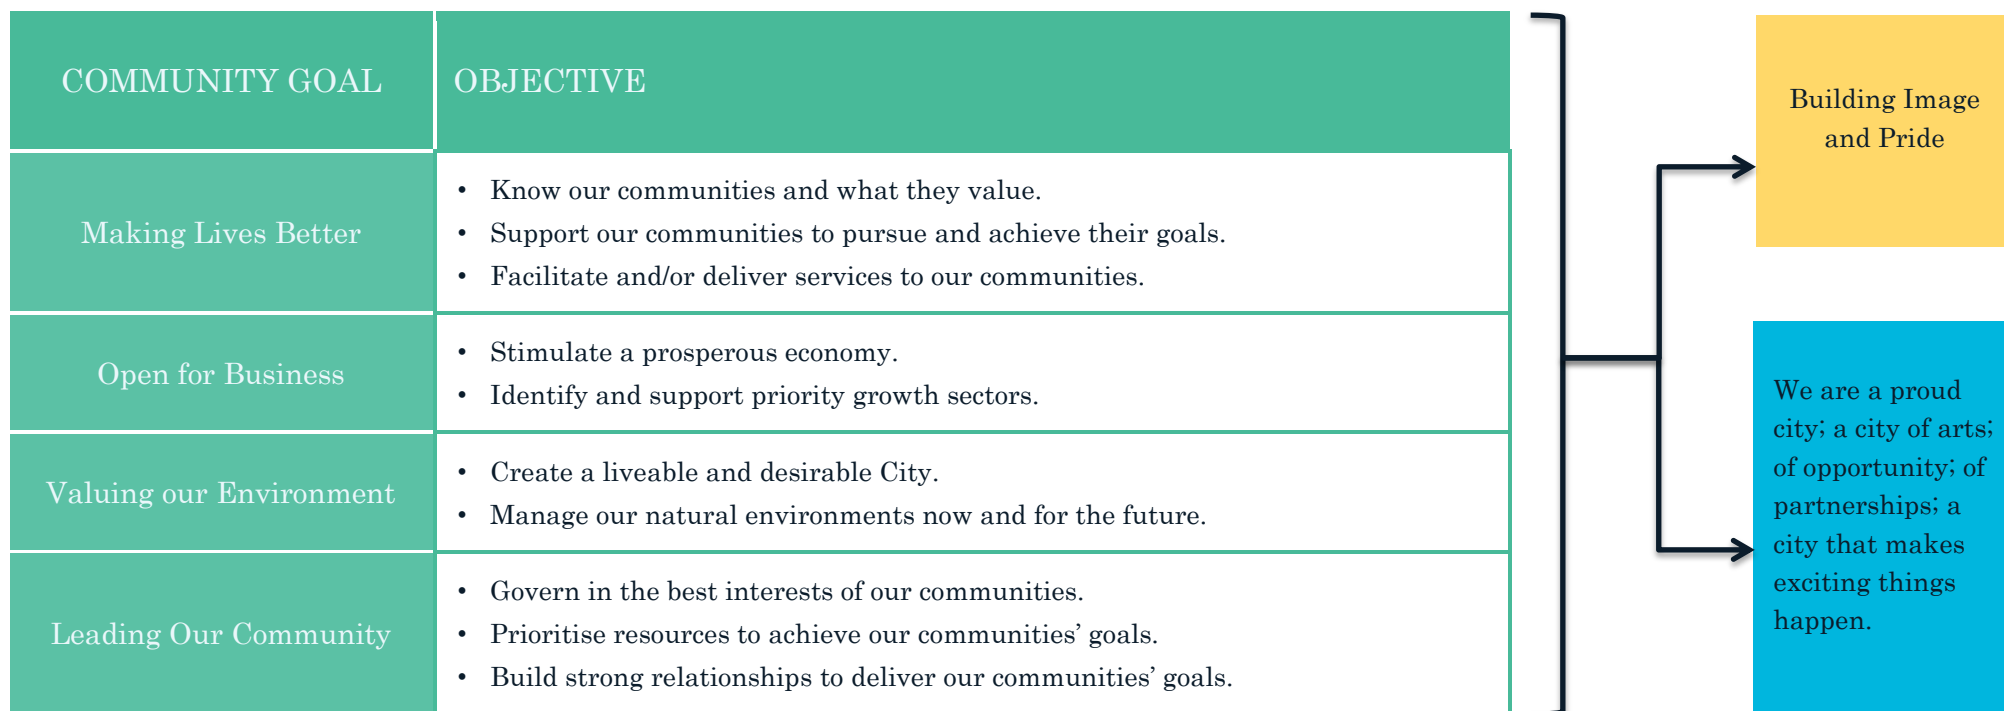 COMMUNITY GOAL
OBJECTIVE
Making Lives Better
• Know our communities and what they value.
• Support our communities to pursue and achieve their goals.
• Facilitate and/or deliver services to our communities.
Open for Business
• Stimulate a prosperous economy.
• Identify and support priority growth sectors.
Valuing our Environment
• Create a liveable and desirable City.
• Manage our natural environments now and for the future.
Leading Our Community
• Govern in the best interests of our communities.
• Prioritise resources to achieve our communities’ goals.
• Build strong relationships to deliver our communities’ goals.
Building Image
and Pride
We are a proud
city; a city of arts;
of opportunity; of
partnerships; a
city that makes
exciting things
happen.